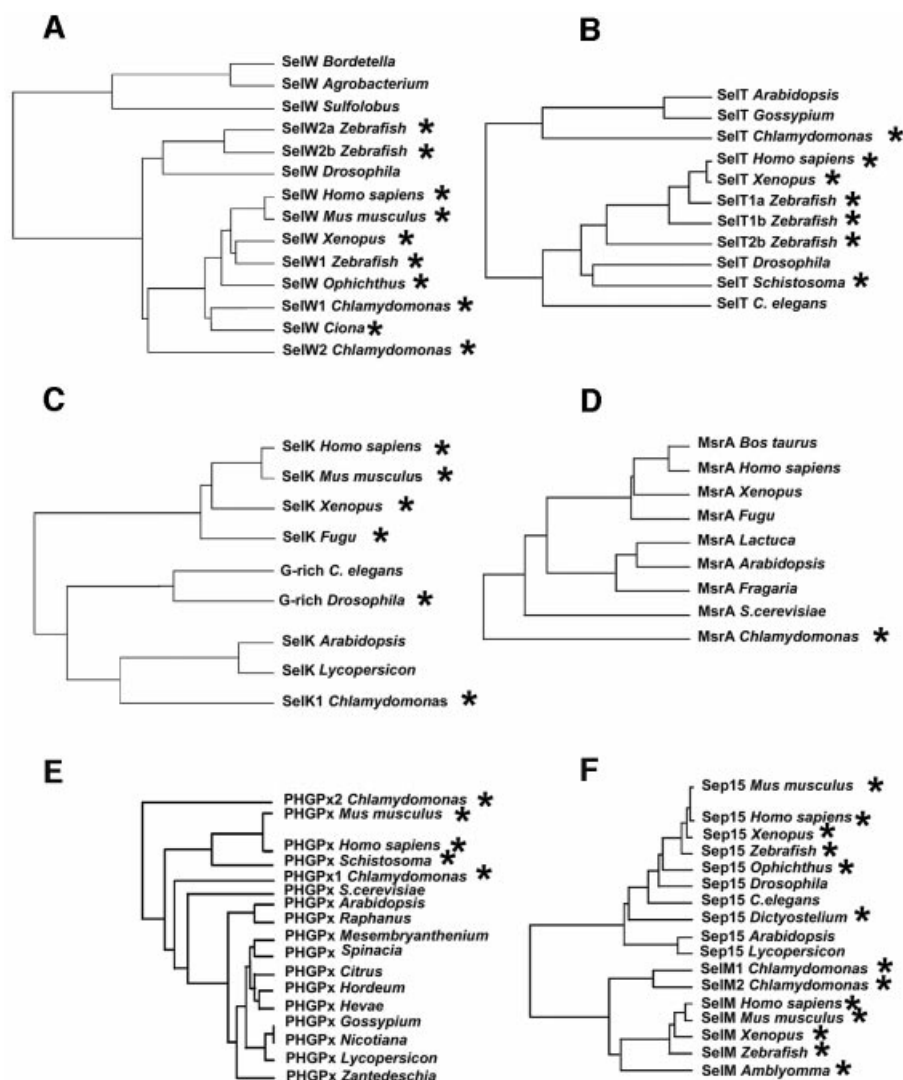 A
SelW Bordetella
SelW Agrobacterium
SelW Sulfolobus
SelW2a Zebrafish *
SelW2b Zebrafish *
SelW Drosophila
SelW Homo sapiens *
SelW Mus musculus *
SelW Xenopus *
SelW1 Zebrafish *
SelW Ophichthus *
SelW1 Chlamydomonas *
SelW Ciona *
SelW2 Chlamydomonas *
B
SelT Arabidopsis
SelT Gossypium
SelT Chlamydomonas *
SelT Homo sapiens *
SelT Xenopus *
SelT1a Zebrafish *
SelT1b Zebrafish *
SelT2b Zebrafish *
SelT Drosophila
SelT Schistosoma *
SelT C. elegans
C
SelK Homo sapiens *
SelK Mus musculus *
SelK Xenopus *
SelK Fugu *
G-rich C. elegans
G-rich Drosophila *
SelK Arabidopsis
SelK Lycopersicon
SelK1 Chlamydomonas *
D
MsrA Bos taurus
MsrA Homo sapiens
MsrA Xenopus
MsrA Fugu
MsrA Lactuca
MsrA Arabidopsis
MsrA Fragaria
MsrA S.cerevisiae
MsrA Chlamydomonas *
E
PHGPx2 Chlamydomonas *
PHGPx Mus musculus *
PHGPx Homo sapiens *
PHGPx Schistosoma *
PHGPx1 Chlamydomonas *
PHGPx S.cerevisiae
PHGPx Arabidopsis
PHGPx Raphanus
PHGPx Mesembryanthenium
PHGPx Spinacia
PHGPx Citrus
PHGPx Hordeum
PHGPx Hevae
PHGPx Gossypium
PHGPx Nicotiana
PHGPx Lycopersicon
PHGPx Zantedeschia
F
Sep15 Mus musculus *
Sep15 Homo sapiens *
Sep15 Xenopus *
Sep15 Zebrafish *
Sep15 Ophichthus *
Sep15 Drosophila
Sep15 C.elegans
Sep15 Dictyostelium *
Sep15 Arabidopsis
Sep15 Lycopersicon
SelM1 Chlamydomonas *
SelM2 Chlamydomonas *
SelM Homo sapiens *
SelM Mus musculus *
SelM Xenopus *
SelM Zebrafish *
SelM Amblyomma *